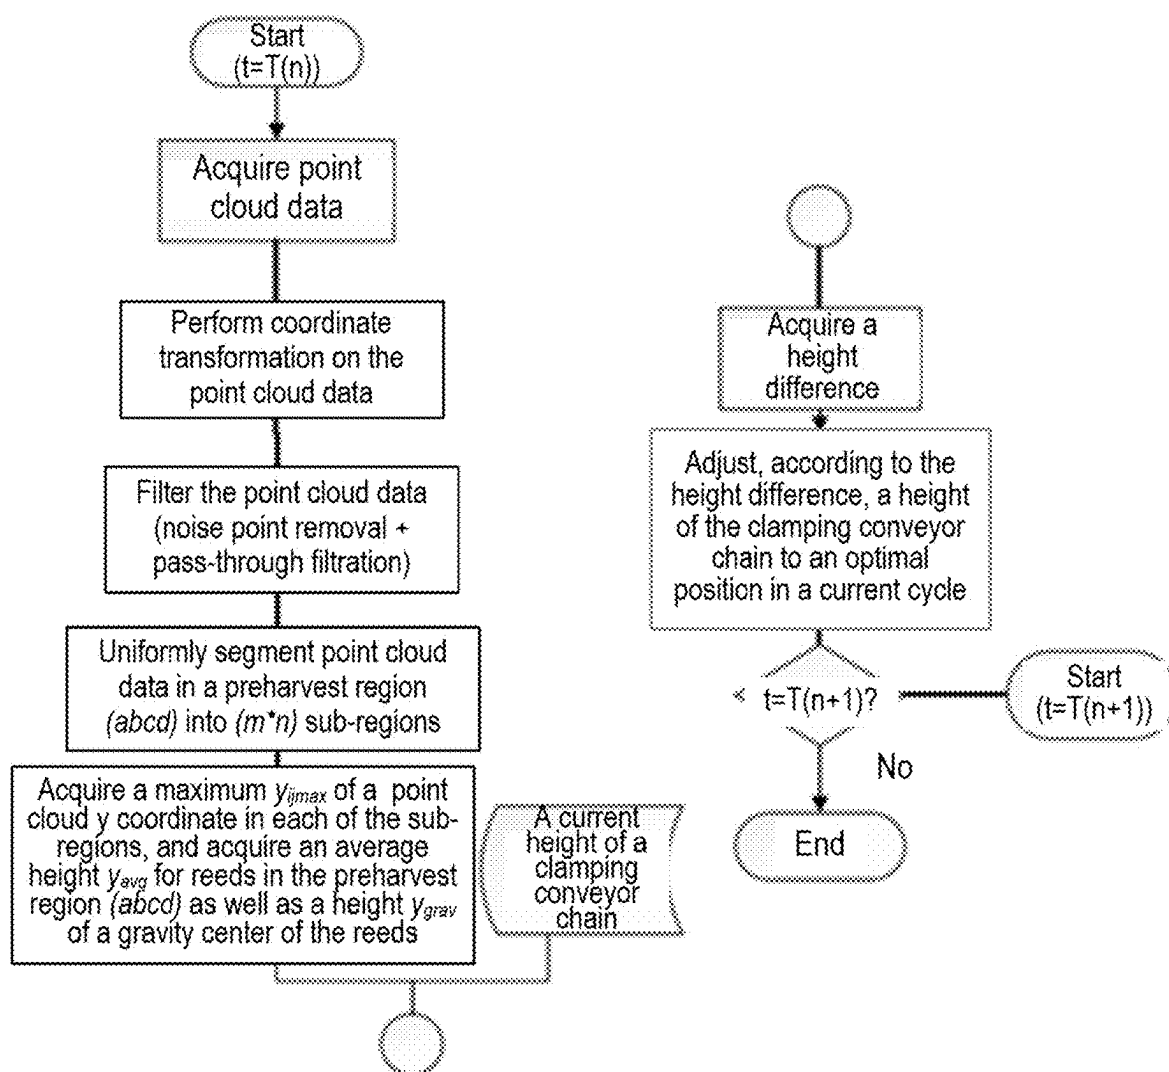 Start
(t=T(n))
Acquire point
cloud data
Perform coordinate
transformation on the
point cloud data
Filter the point cloud data
(noise point removal +
pass-through filtration)
Uniformly segment point cloud
data in a preharvest region
(abcd) into (m*n) sub-regions
Acquire a maximum yijmax of a point
cloud y coordinate in each of the sub-
regions, and acquire an average
height yavg for reeds in the preharvest
region (abcd) as well as a height ygrav
of a gravity center of the reeds
A current
height of a
clamping
conveyor
chain
Acquire a
height
difference
Adjust, according to the
height difference, a height
of the clamping conveyor
chain to an optimal
position in a current cycle
t=T(n+1)?
Start
(t=T(n+1))
No
End